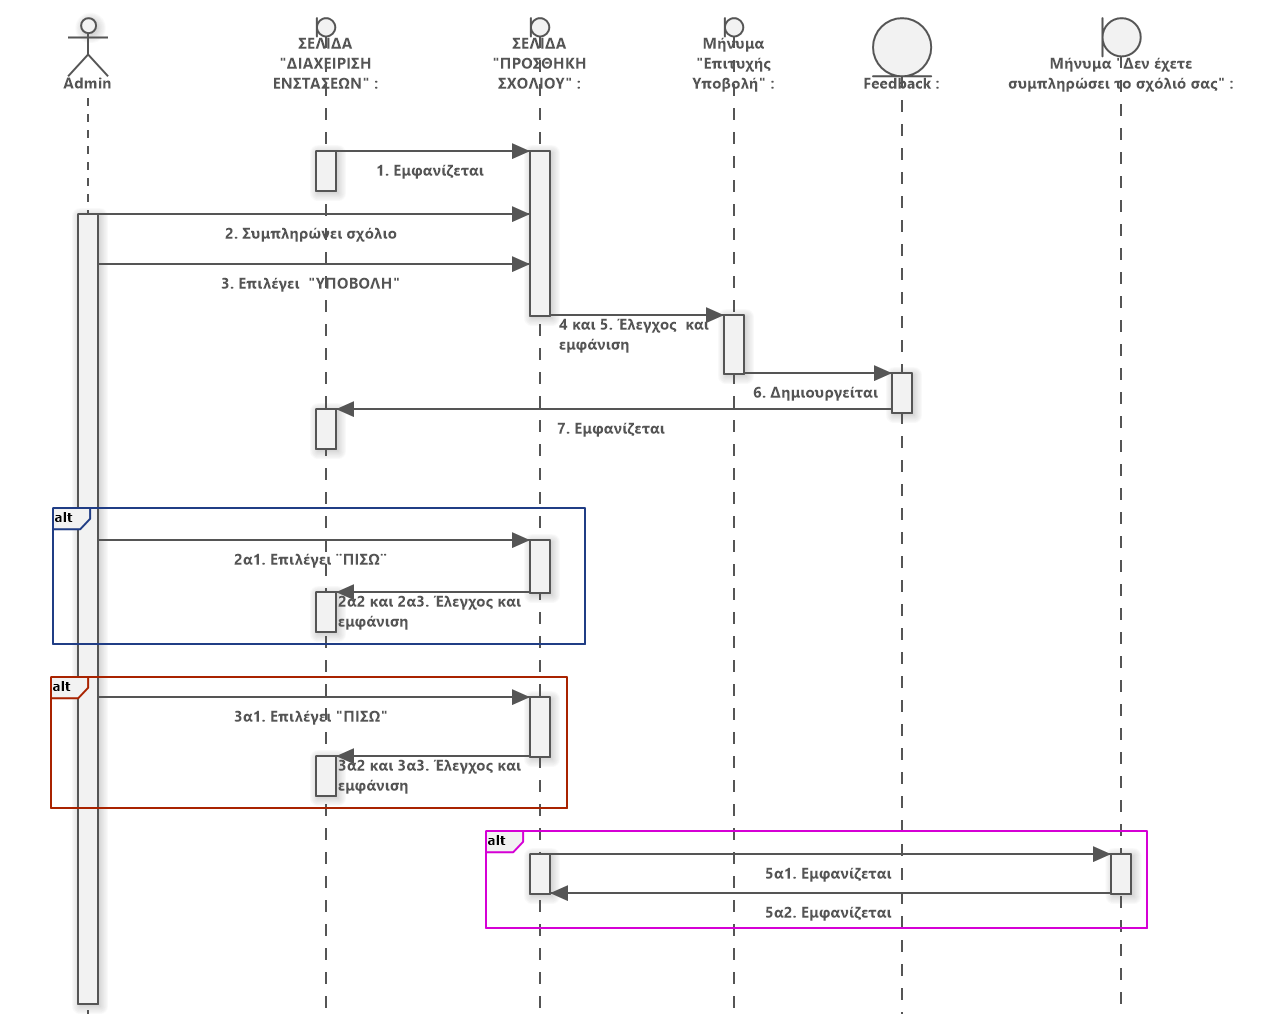 Admin
ΣΕΛΙΔΑ
"ΔΙΑΧΕΙΡΙΣΗ
ΕΝΣΤΑΣΕΩΝ" :
ΣΕΛΙΔΑ
"ΠΡΟΣΘΗΚΗ
ΣΧΟΛΙΟΥ" :
Μήνυμα
"Επιτυχής
Υποβολή" :
Feedback :
Μήνυμα "Δεν έχετε
συμπληρώσει το σχόλιό σας" :
1. Εμφανίζεται
2. Συμπληρώνει σχόλιο
3. Επιλέγει  "ΥΠΟΒΟΛΗ"
4 και 5. Έλεγχος  και
εμφάνιση
6. Δημιουργείται
7. Εμφανίζεται
alt
2α1. Επιλέγει ¨ΠΙΣΩ¨
2α2 και 2α3. Έλεγχος και
εμφάνιση
alt
3α1. Επιλέγει "ΠΙΣΩ"
3α2 και 3α3. Έλεγχος και
εμφάνιση
alt
5α1. Εμφανίζεται
5α2. Εμφανίζεται